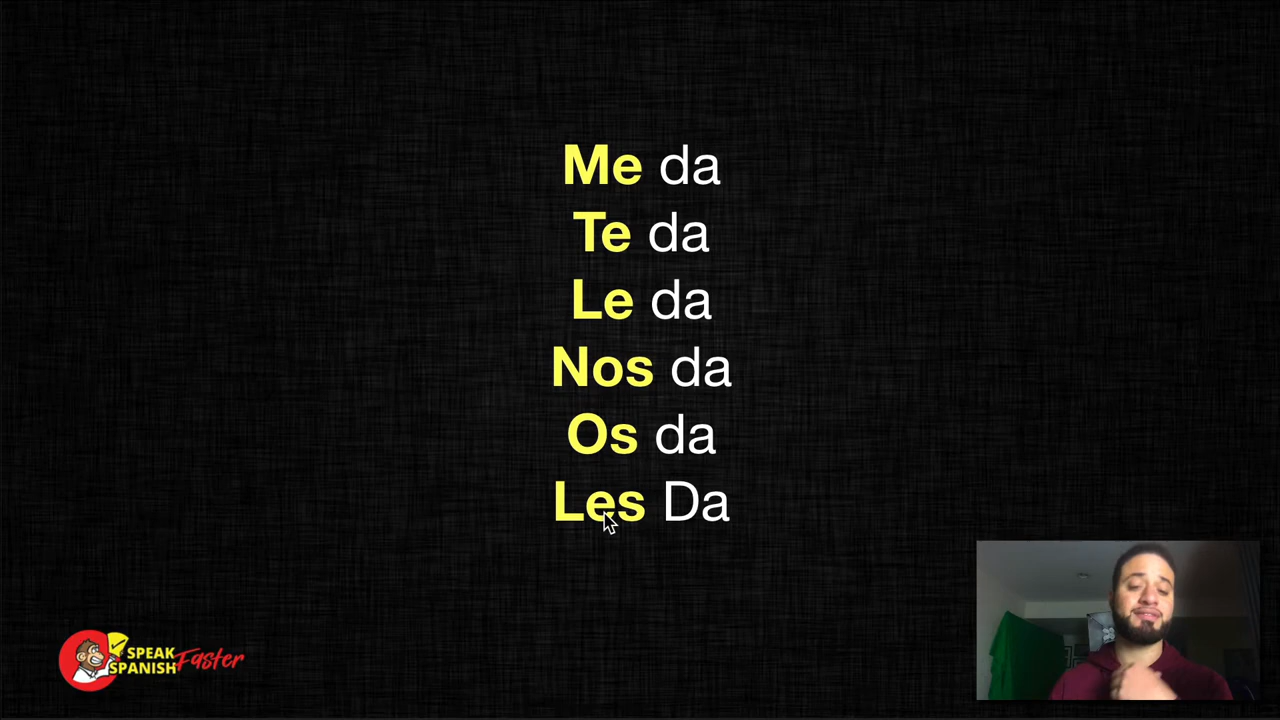 Me da
Te da
Le da
Nos da
Os da
Les Da
SPEAK
SPANISH Faster